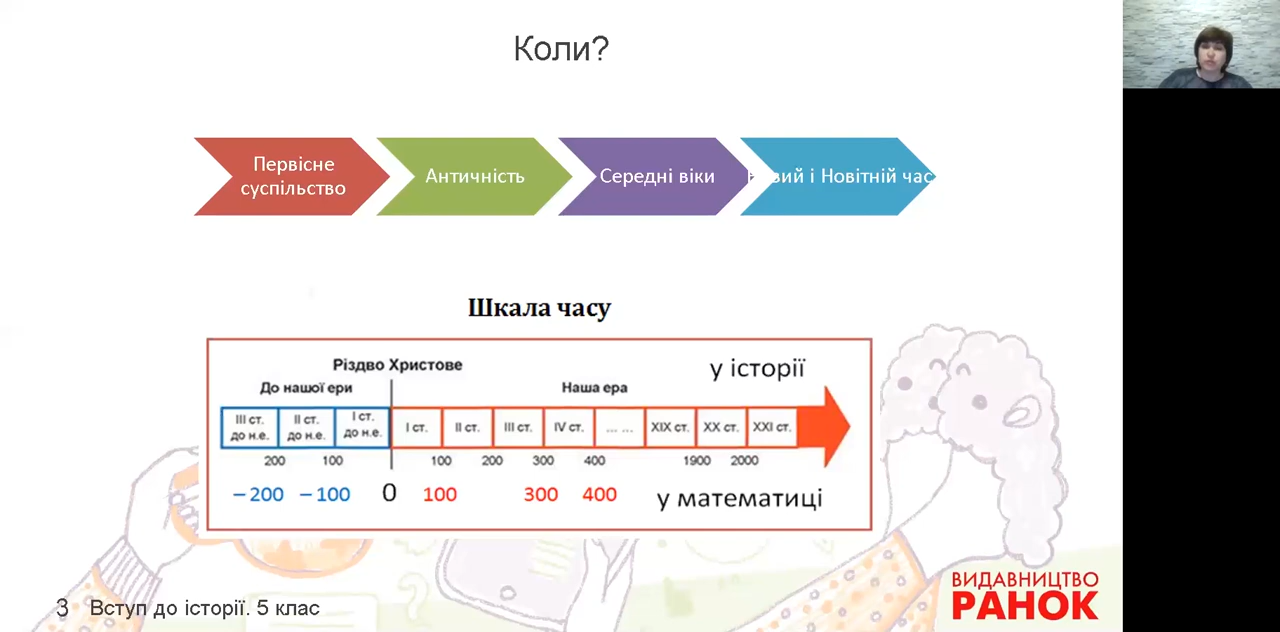 Коли?
Первісне
суспільство
Античність
Середні віки
Новий і Новітній час
Шкала часу
Різдво Христове
у історії
До нашої ери
Наша ера
III ст.
до н.е.
II ст.
до н.е.
I ст.
до н.е.
I ст.
II ст.
III ст.
IV ст.
... ...
XIX ст.
XX ст.
XXI ст.
200 100 100 200 300 400 1900 2000
–200 –100 0 100 300 400 у математиці
3 Вступ до історії. 5 клас
ВИДАВНИЦТВО
РАНОК